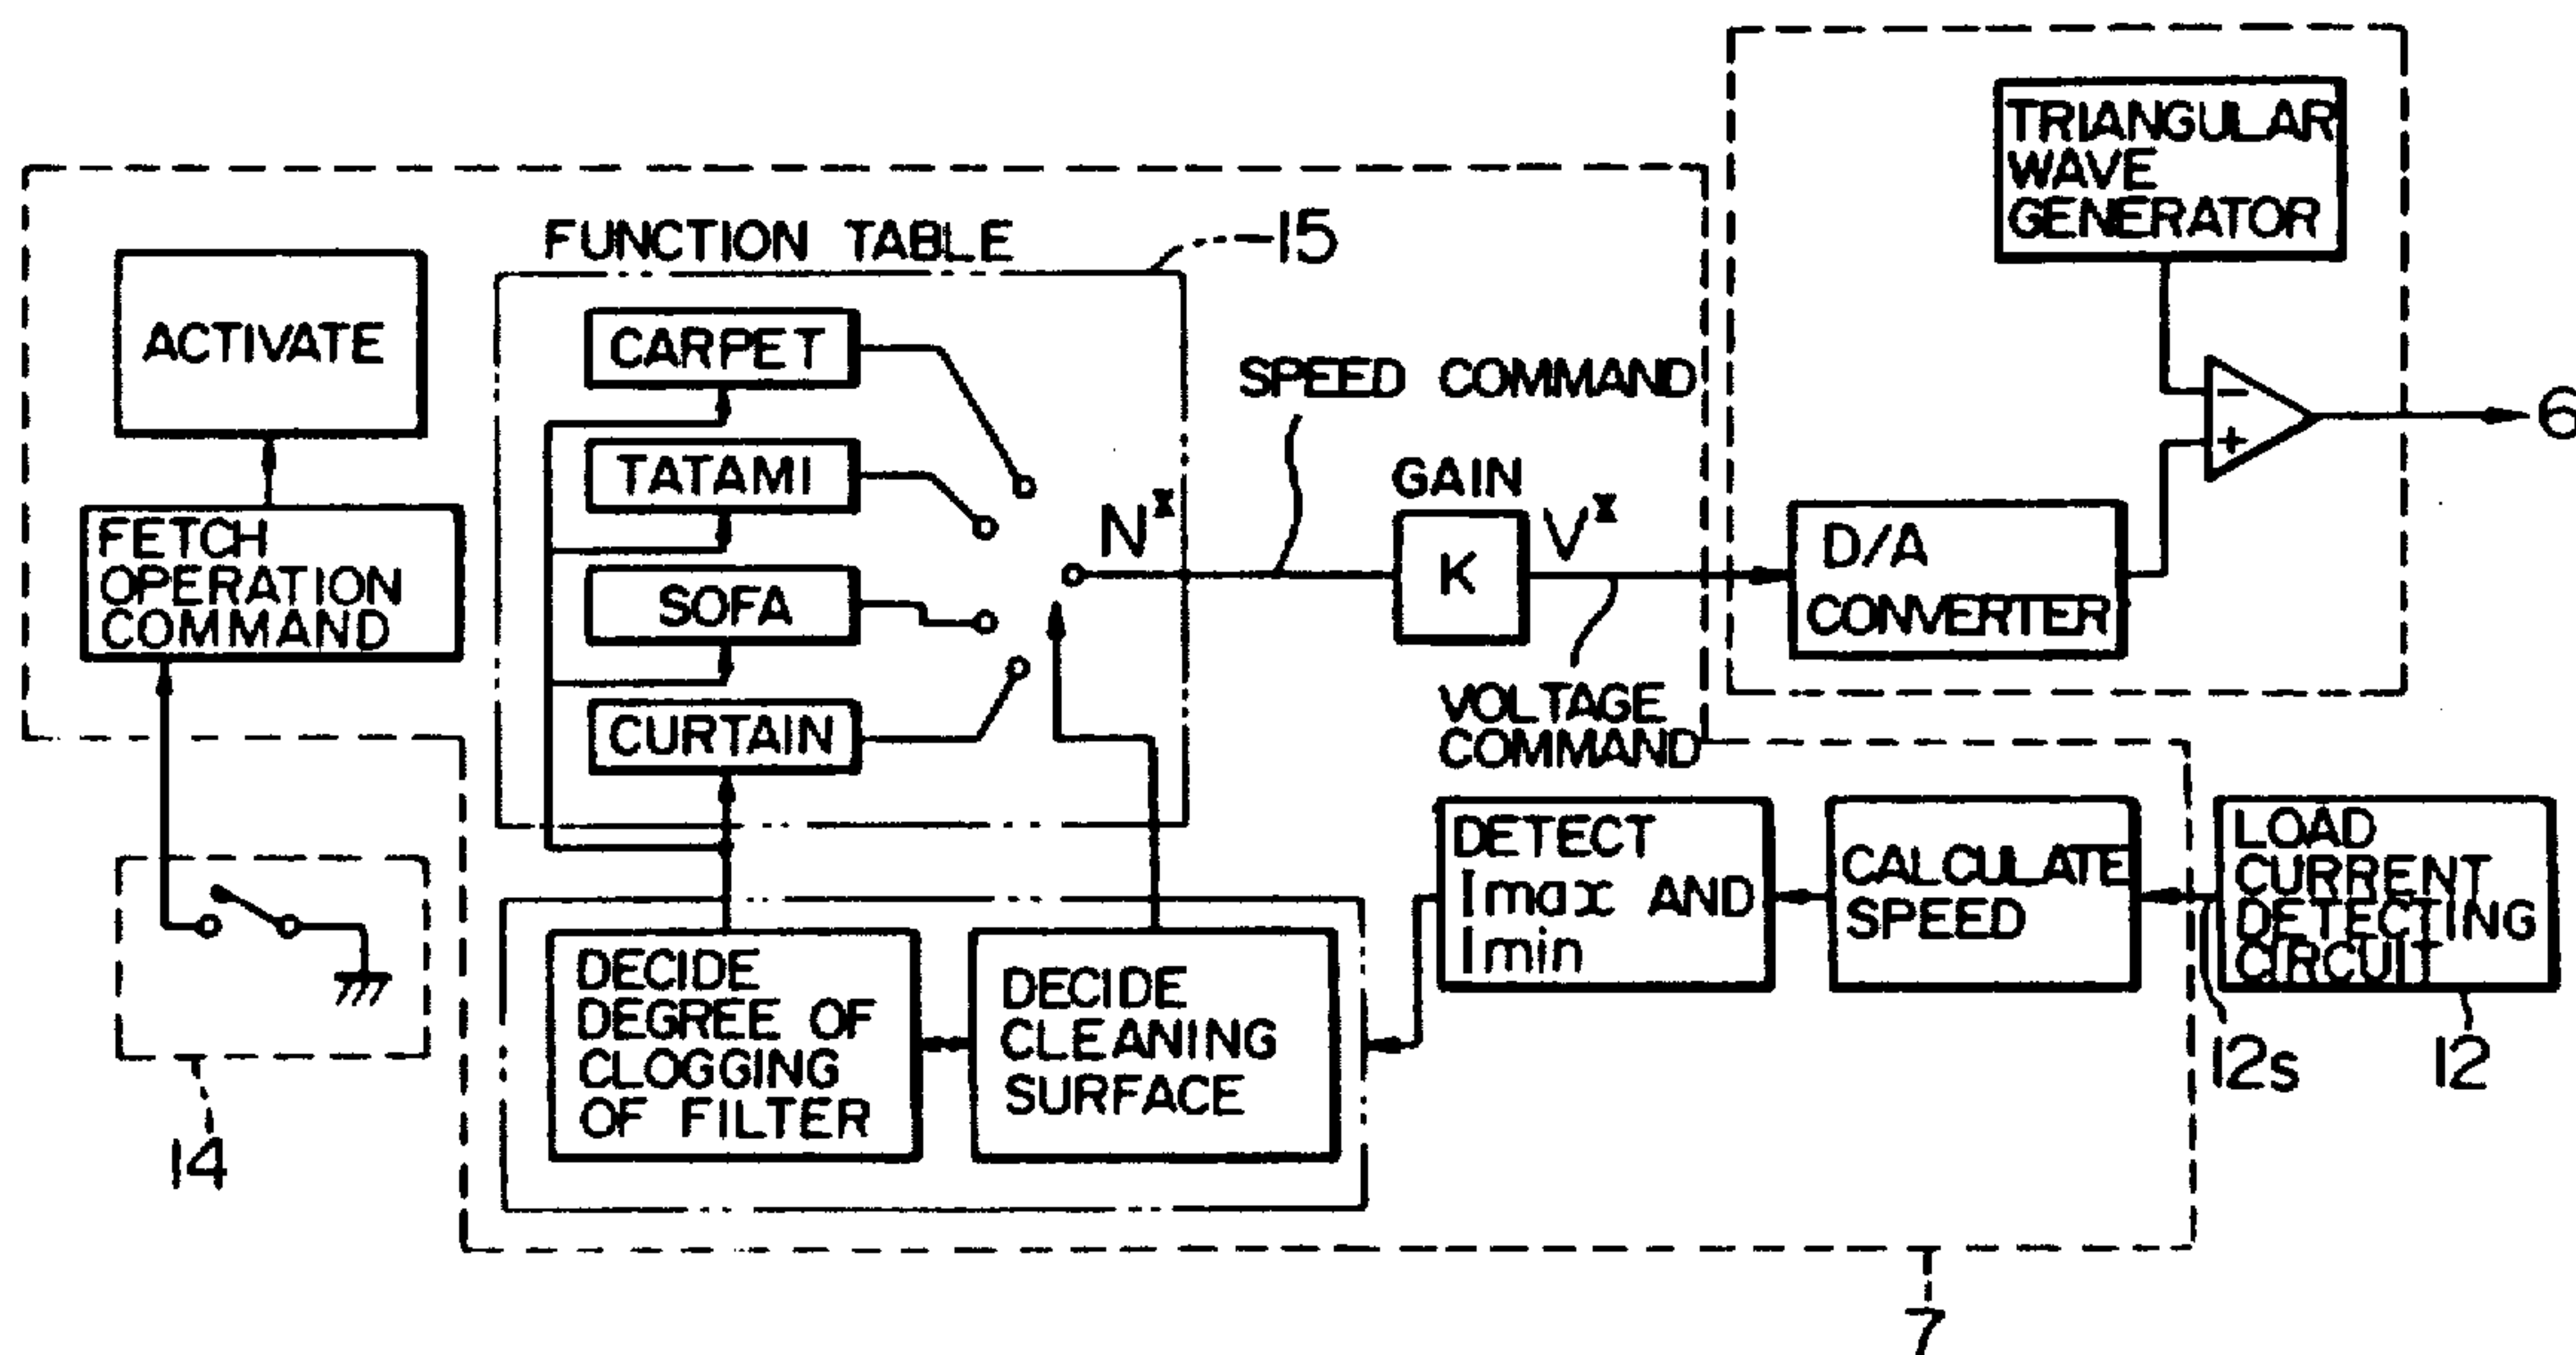 FUNCTION TABLE
15
ACTIVATE
FETCH
OPERATION
COMMAND
14
CARPET
TATAMI
SOFA
CURTAIN
N*
SPEED COMMAND
GAIN
K
V*
VOLTAGE
COMMAND
TRIANGULAR
WAVE
GENERATOR
−
+
6
D/A
CONVERTER
DECIDE
DEGREE OF
CLOGGING
OF FILTER
DECIDE
CLEANING
SURFACE
DETECT
Imax AND
Imin
CALCULATE
SPEED
LOAD
CURRENT
DETECTING
CIRCUIT
12s
12
7